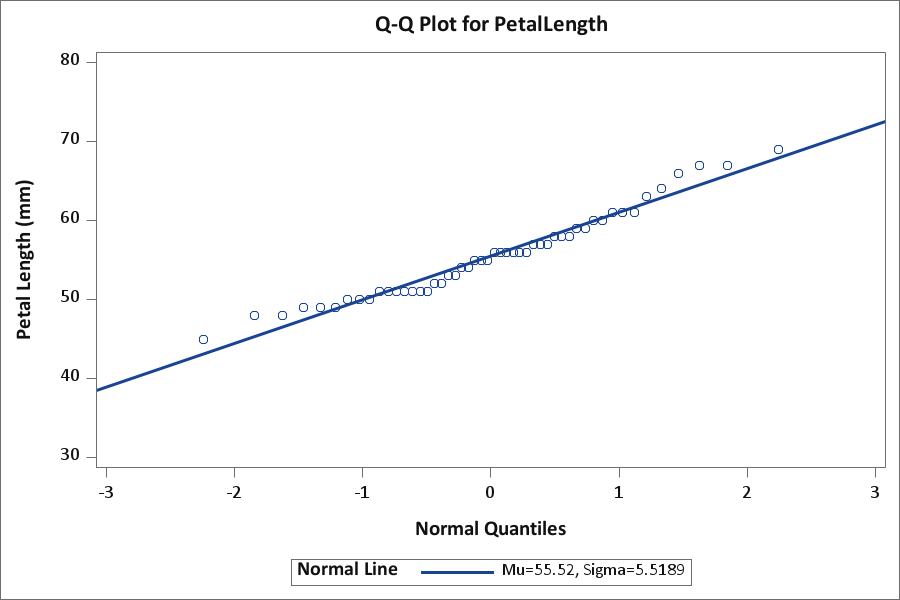 Q-Q Plot for PetalLength
80
70
60
50
40
30
Petal Length (mm)
-3 -2 -1 0 1 2 3
Normal Quantiles
Normal Line Mu=55.52, Sigma=5.5189